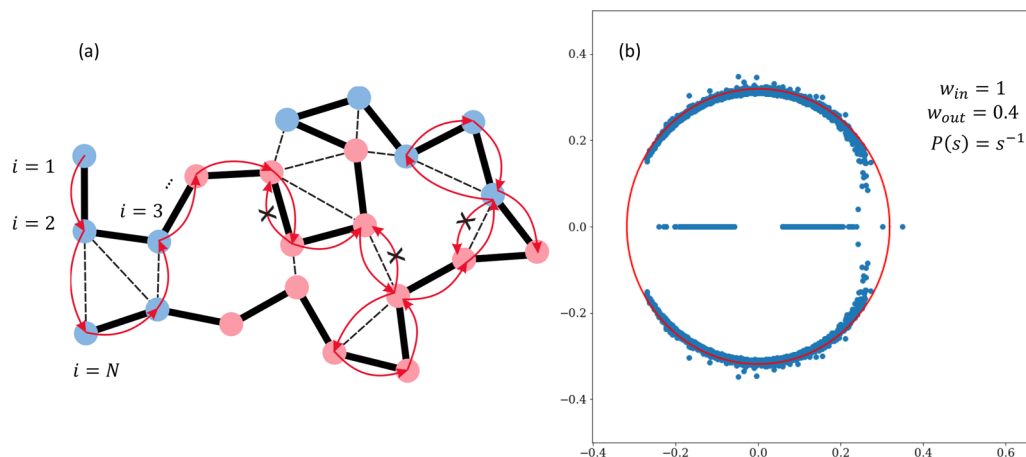 (a)
i = 1
i = 2
i = 3
...
i = N
(b)
w_in = 1
w_out = 0.4
P(s) = s^−1
0.4
0.2
0.0
−0.2
−0.4
−0.4
−0.2
0.0
0.2
0.4
0.6